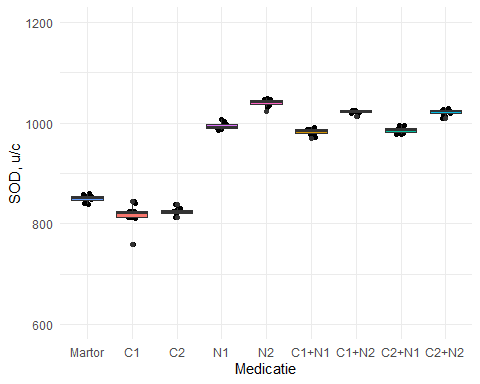 1200
1000
800
600
SOD, u/c
Martor C1 C2 N1 N2 C1+N1 C1+N2 C2+N1 C2+N2
Medicatie